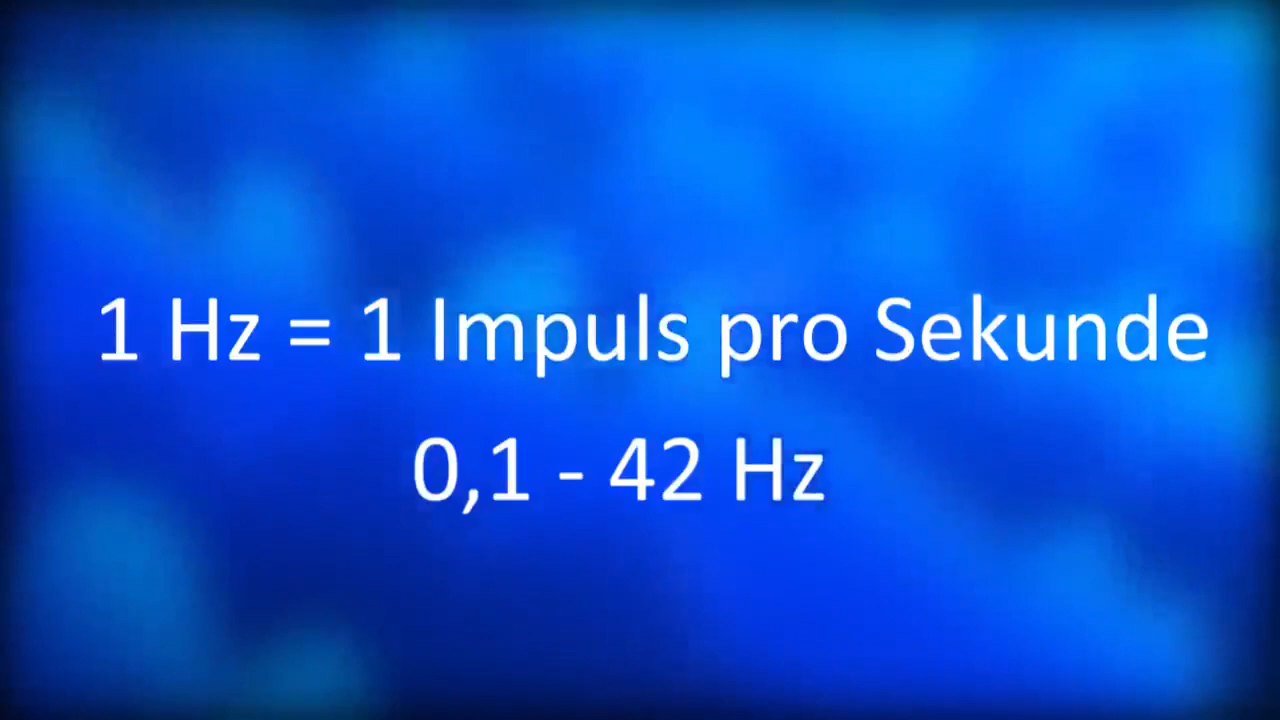 1 Hz = 1 Impuls pro Sekunde
0,1 - 42 Hz